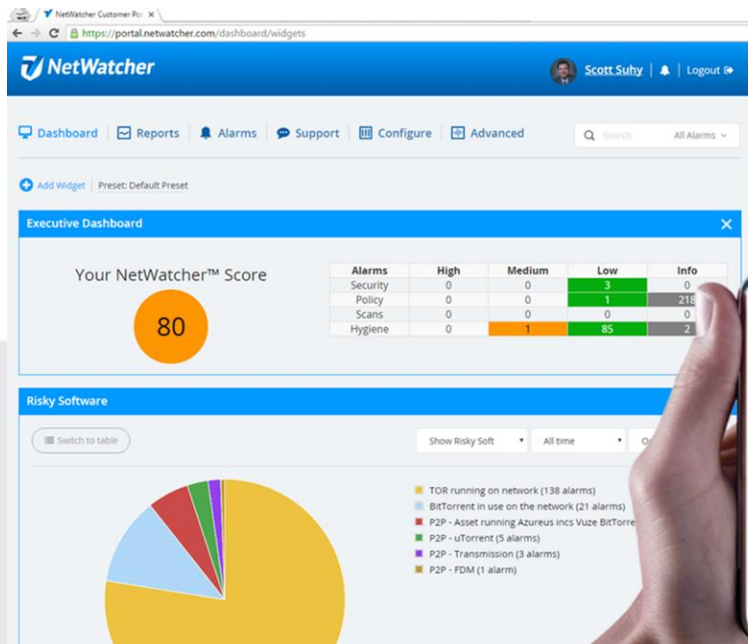 NetWatcher Customer Por
https://portal.netwatcher.com/dashboard/widgets
NetWatcher
Scott Suhy
Logout
Dashboard
Reports
Alarms
Support
Configure
Advanced
Search
All Alarms
Add Widget
Preset: Default Preset
Executive Dashboard
Your NetWatcher™ Score
80
Alarms High Medium Low Info
Security 0 0 3 0
Policy 0 0 1 218
Scans 0 0 0 0
Hygiene 0 1 85 2
Risky Software
Switch to table
Show Risky Soft
All time
TOR running on network (138 alarms)
BitTorrent in use on the network (21 alarms)
P2P - Asset running Azureus incs Vuze BitTorre
P2P - uTorrent (5 alarms)
P2P - Transmission (3 alarms)
P2P - FDM (1 alarm)